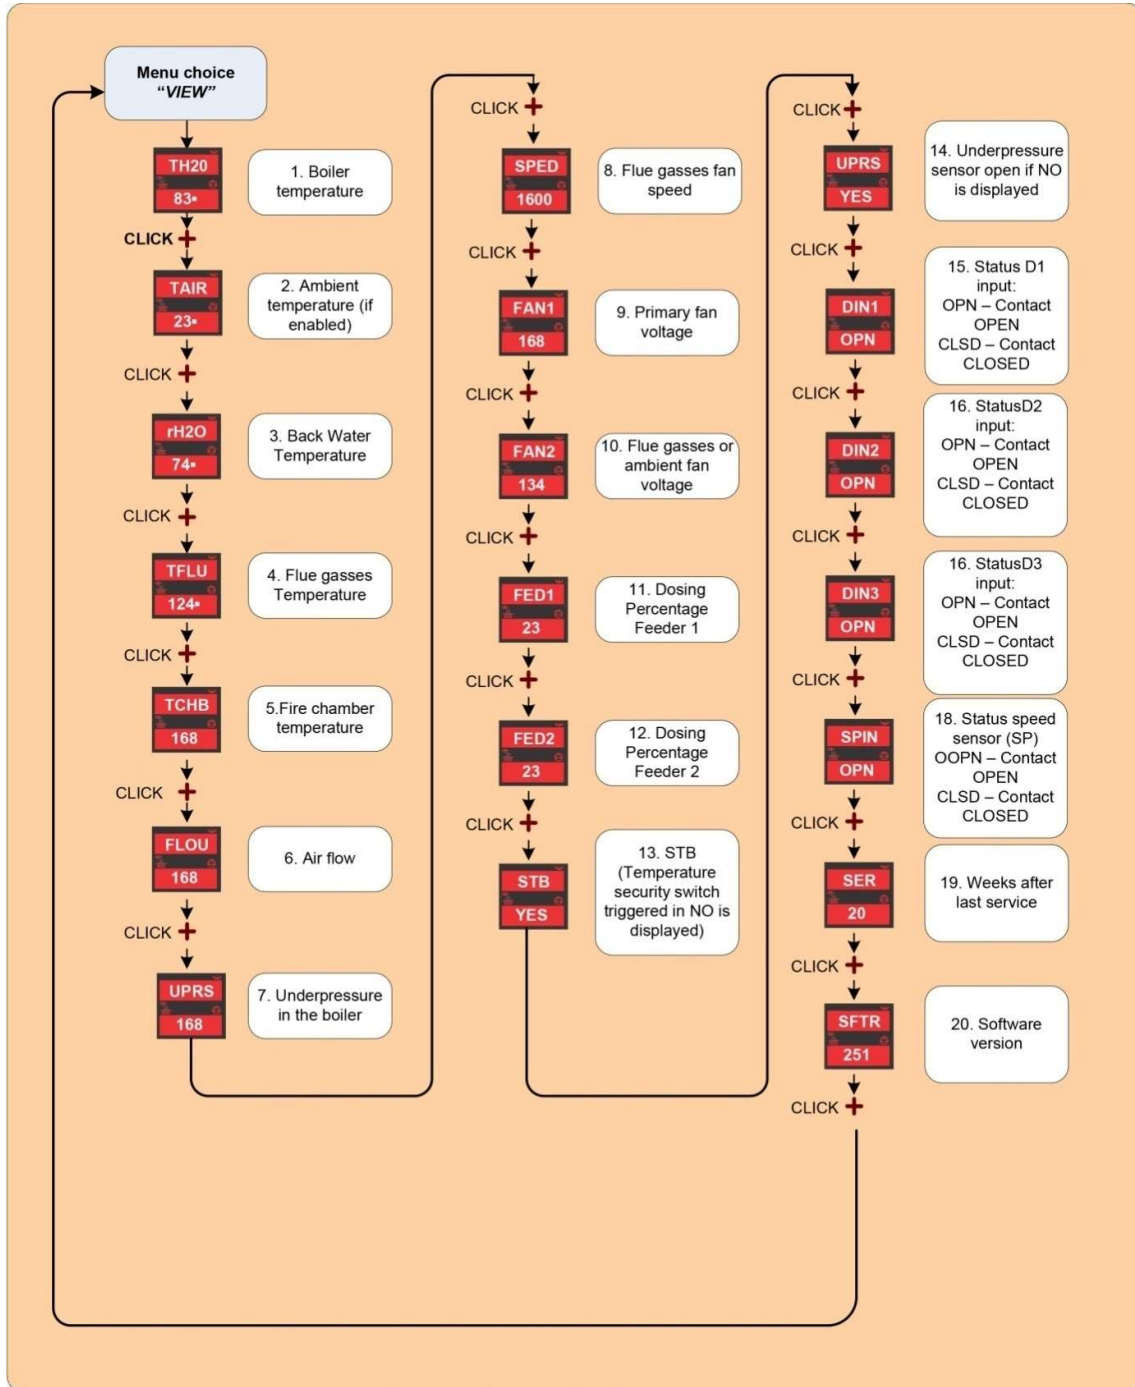 Menu choice
“VIEW”
TH20
83▪
1. Boiler
temperature
CLICK +
TAIR
23▪
2. Ambient
temperature (if
enabled)
CLICK +
rH2O
74▪
3. Back Water
Temperature
CLICK +
TFLU
124▪
4. Flue gasses
Temperature
CLICK +
TCHB
168
5.Fire chamber
temperature
CLICK +
FLOU
168
6. Air flow
CLICK +
UPRS
168
7. Underpressure
in the boiler
CLICK +
SPED
1600
8. Flue gasses fan
speed
CLICK +
FAN1
168
9. Primary fan
voltage
CLICK +
FAN2
134
10. Flue gasses or
ambient fan
voltage
CLICK +
FED1
23
11. Dosing
Percentage
Feeder 1
CLICK +
FED2
23
12. Dosing
Percentage
Feeder 2
CLICK +
STB
YES
13. STB
(Temperature
security switch
triggered in NO is
displayed)
CLICK +
UPRS
YES
14. Underpressure
sensor open if NO
is displayed
CLICK +
DIN1
OPN
15. Status D1
input:
OPN – Contact
OPEN
CLSD – Contact
CLOSED
CLICK +
DIN2
OPN
16. StatusD2
input:
OPN – Contact
OPEN
CLSD – Contact
CLOSED
CLICK +
DIN3
OPN
16. StatusD3
input:
OPN – Contact
OPEN
CLSD – Contact
CLOSED
CLICK +
SPIN
OPN
18. Status speed
sensor (SP)
OOPN – Contact
OPEN
CLSD – Contact
CLOSED
CLICK +
SER
20
19. Weeks after
last service
CLICK +
SFTR
251
20. Software
version
CLICK +